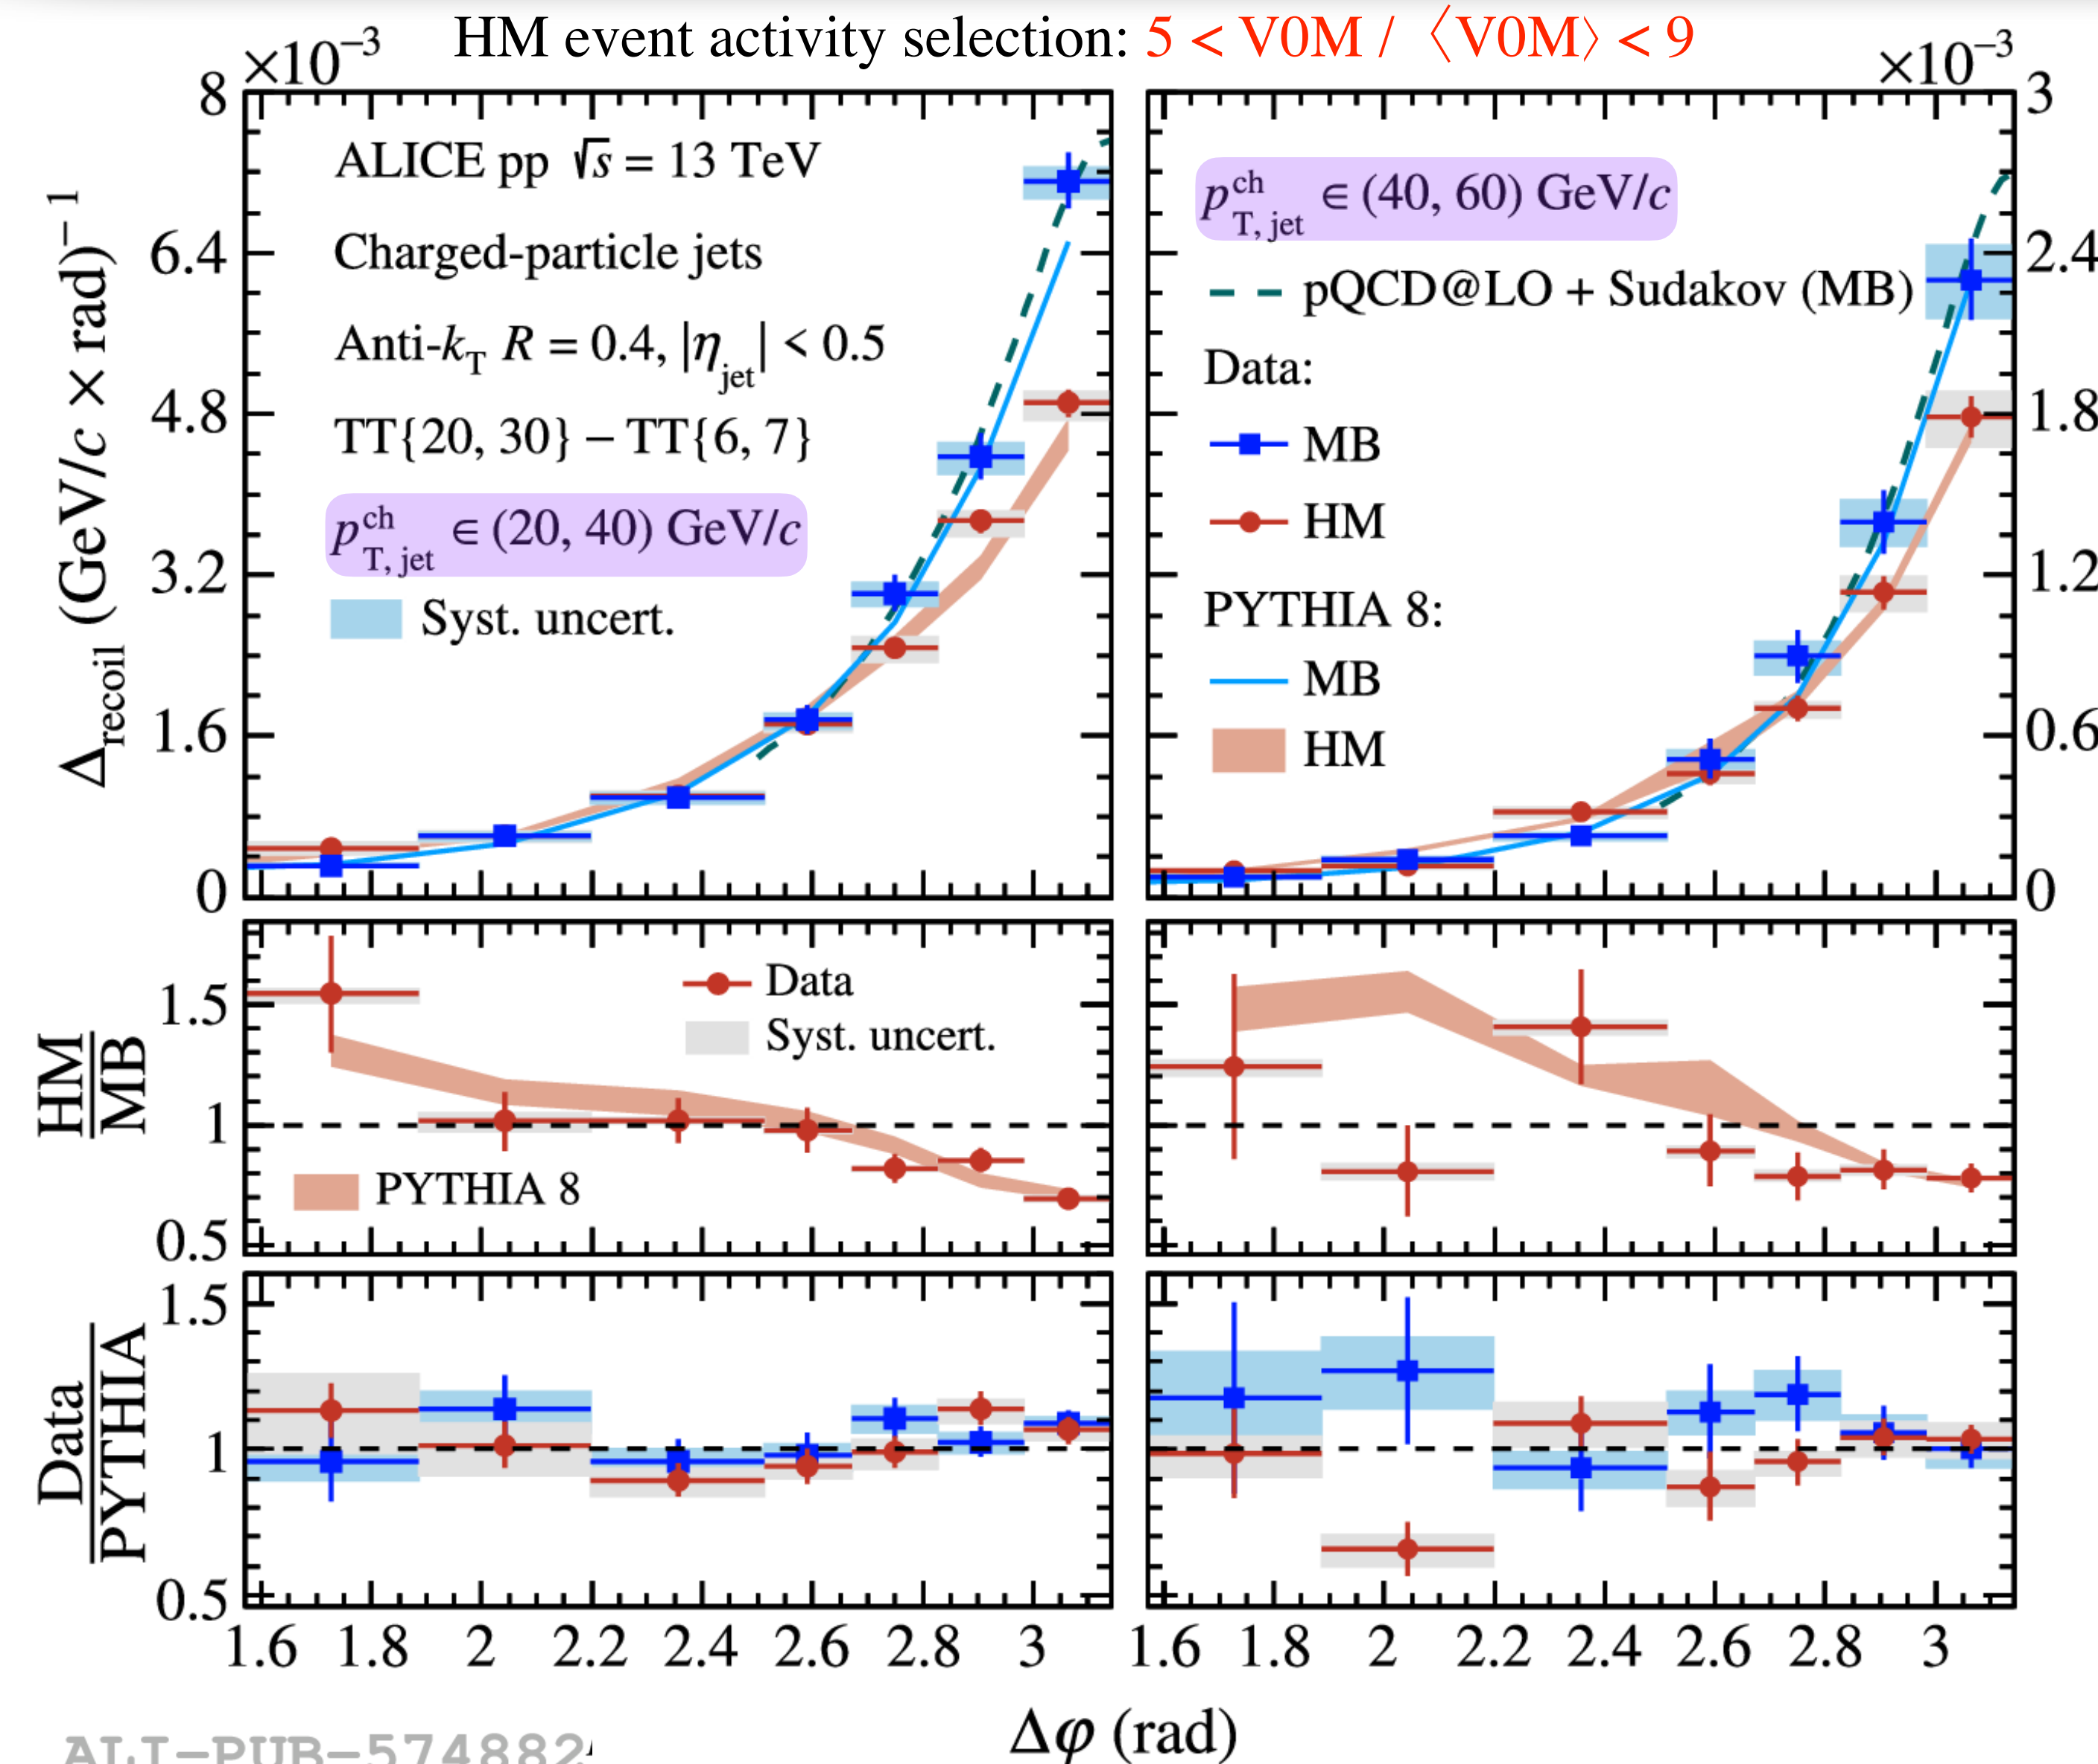 HM event activity selection: 5 < V0M / ⟨V0M⟩ < 9
×10⁻³
8
6.4
4.8
3.2
1.6
0
Δrecoil (GeV/c × rad)⁻¹
ALICE pp √s = 13 TeV
Charged-particle jets
Anti-kT R = 0.4, |ηjet| < 0.5
TT{20, 30} – TT{6, 7}
p^ch_T, jet ∈ (20, 40) GeV/c
Syst. uncert.
×10⁻³
3
2.4
1.8
1.2
0.6
0
p^ch_T, jet ∈ (40, 60) GeV/c
pQCD@LO + Sudakov (MB)
Data:
MB
HM
PYTHIA 8:
MB
HM
HM
MB
1.5
1
0.5
Data
Syst. uncert.
PYTHIA 8
Data
PYTHIA
1.5
1
0.5
1.6 1.8 2 2.2 2.4 2.6 2.8 3
1.6 1.8 2 2.2 2.4 2.6 2.8 3
Δφ (rad)
ALI-PUB-574882